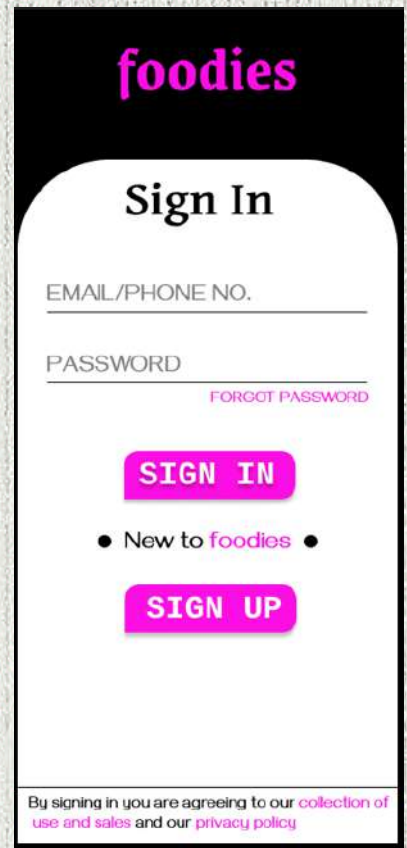 foodies
Sign In
EMAIL/PHONE NO.
PASSWORD
FORGOT PASSWORD
SIGN IN
● New to foodies ●
SIGN UP
By signing in you are agreeing to our collection of
use and sales and our privacy policy